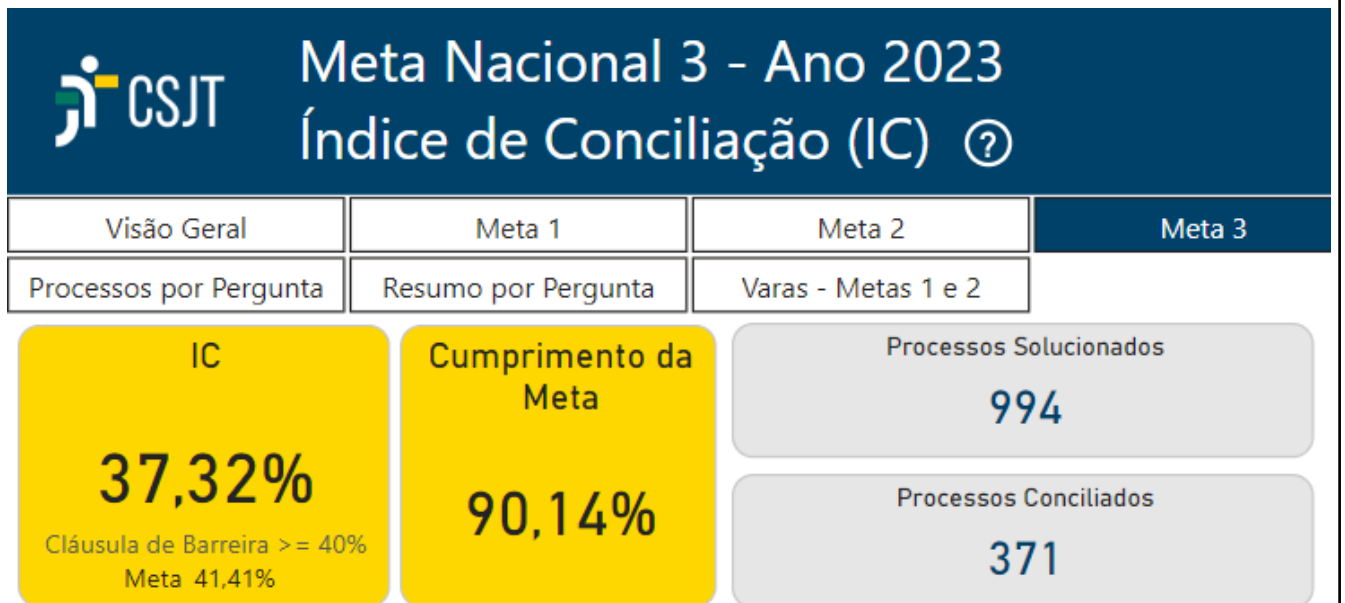 CSJT
Meta Nacional 3 - Ano 2023
Índice de Conciliação (IC) ?
Visão Geral
Meta 1
Meta 2
Meta 3
Processos por Pergunta
Resumo por Pergunta
Varas - Metas 1 e 2
IC
37,32%
Cláusula de Barreira >= 40%
Meta 41,41%
Cumprimento da
Meta
90,14%
Processos Solucionados
994
Processos Conciliados
371